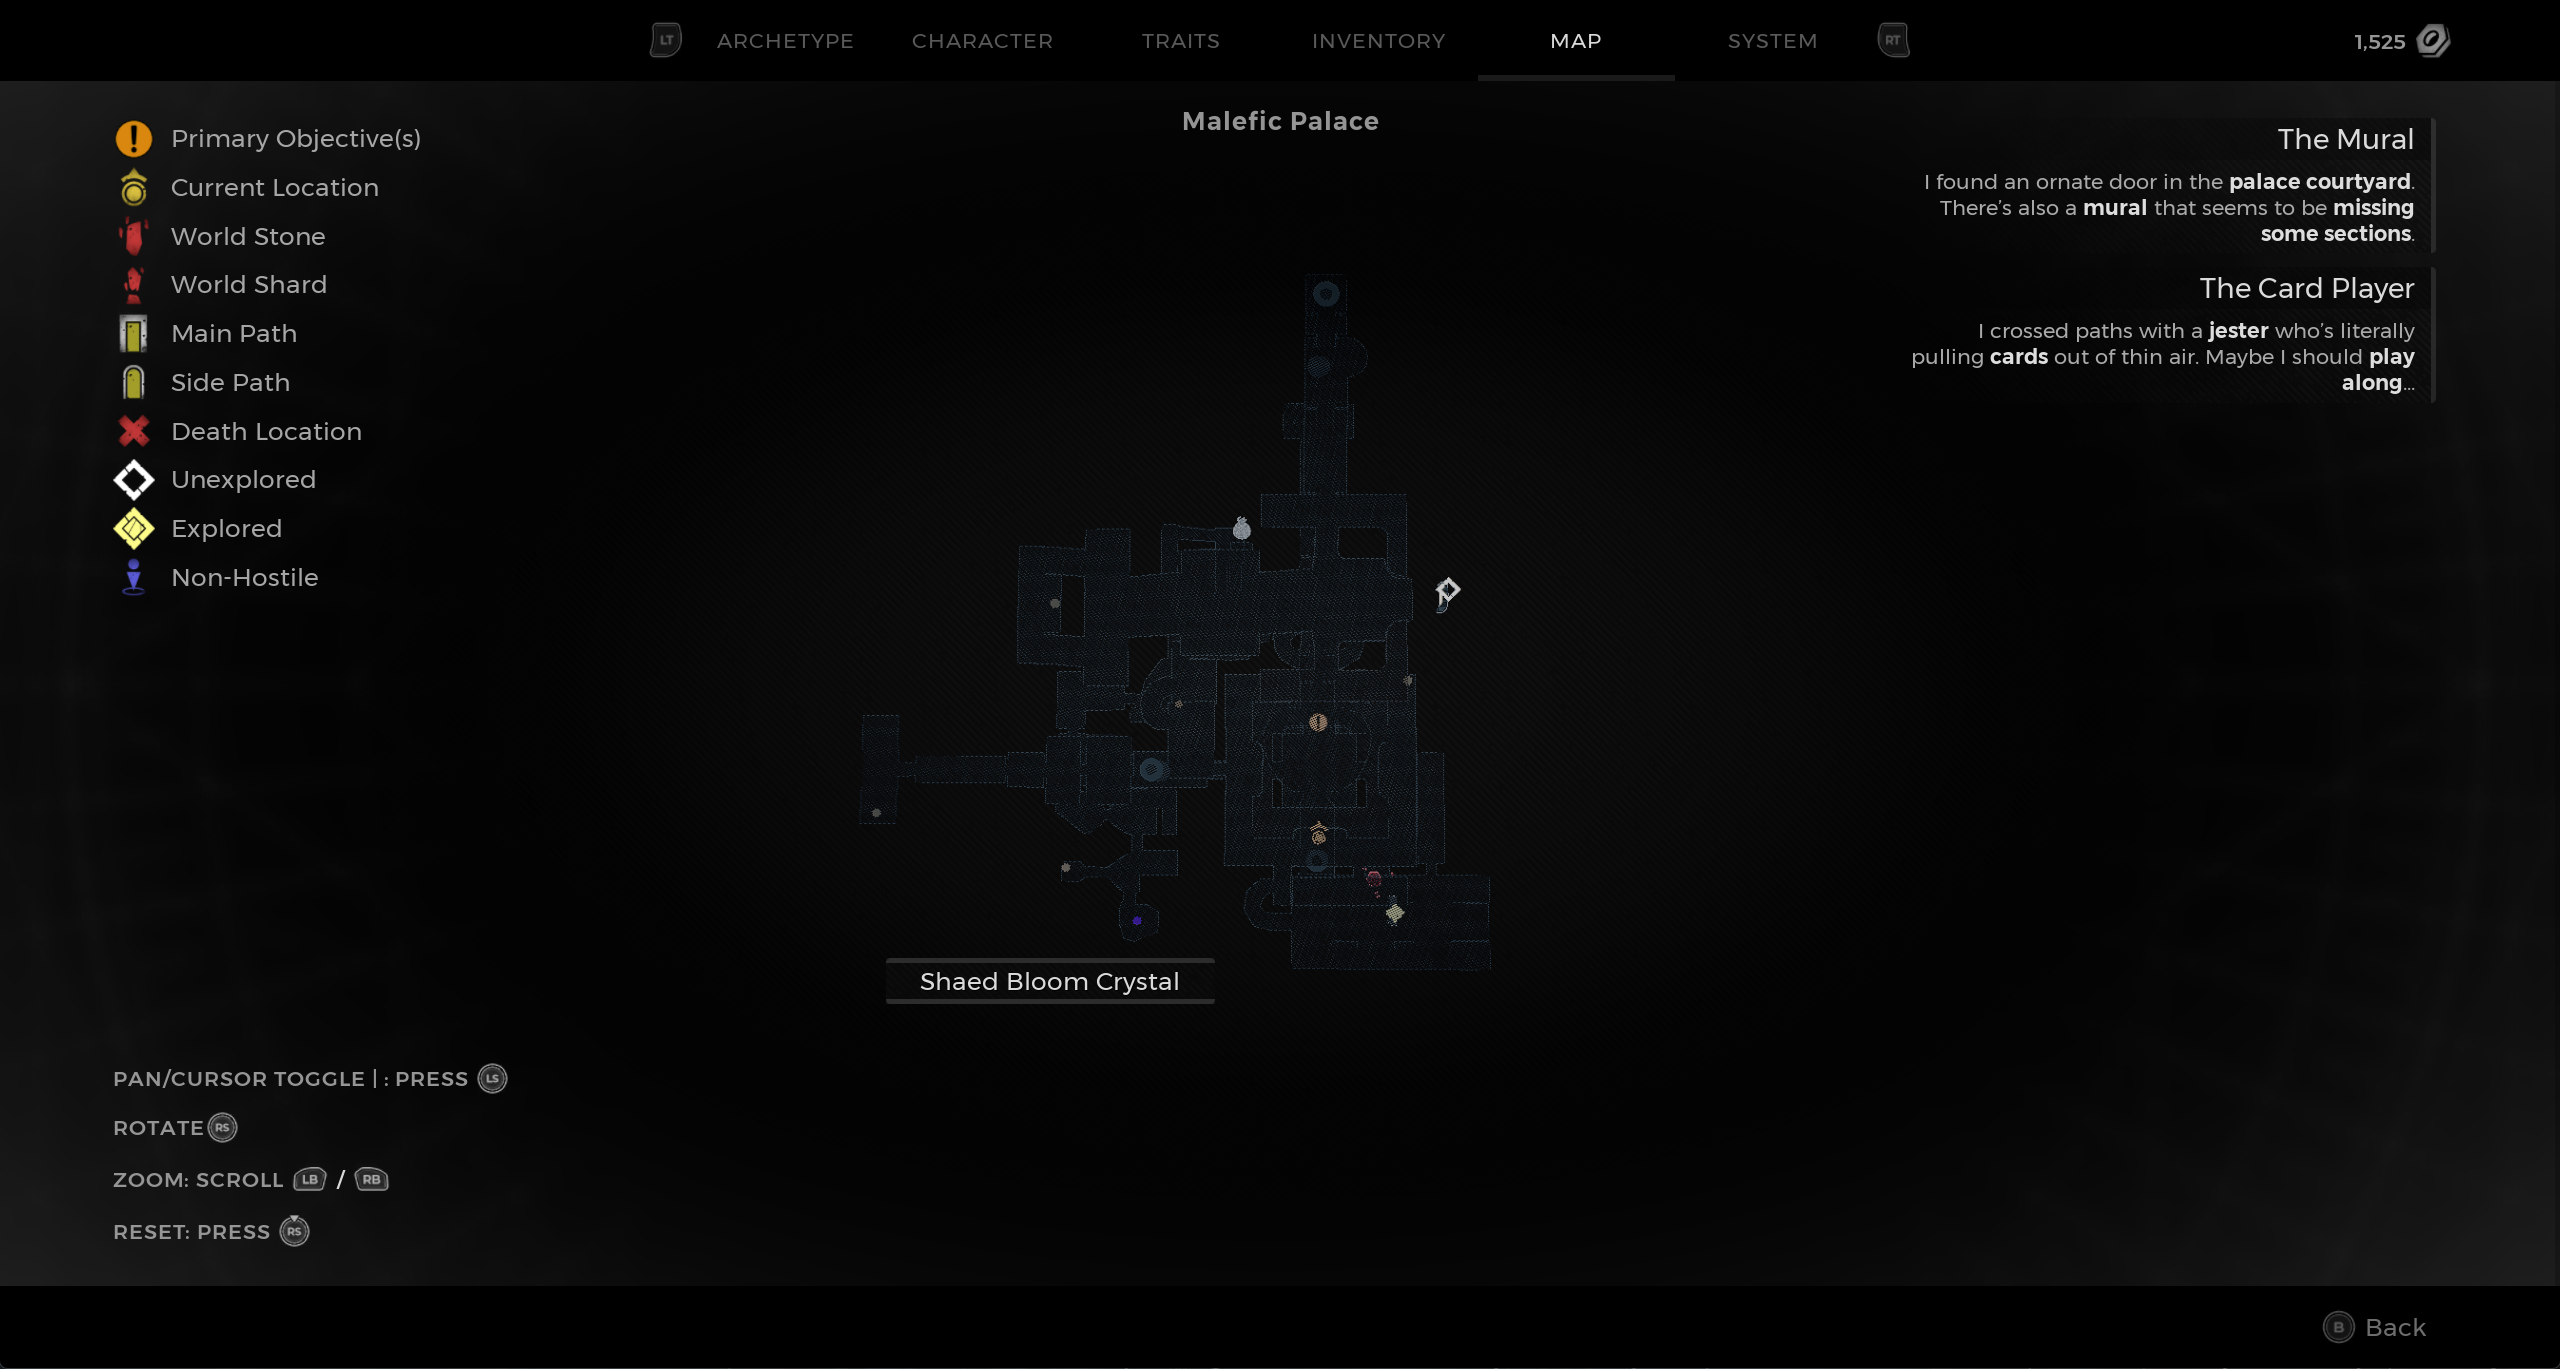 LT ARCHETYPE CHARACTER TRAITS INVENTORY MAP SYSTEM RT 1,525
Malefic Palace
Primary Objective(s)
Current Location
World Stone
World Shard
Main Path
Side Path
Death Location
Unexplored
Explored
Non-Hostile
The Mural
I found an ornate door in the palace courtyard.
There's also a mural that seems to be missing
some sections.
The Card Player
I crossed paths with a jester who's literally
pulling cards out of thin air. Maybe I should play
along...
Shaed Bloom Crystal
PAN/CURSOR TOGGLE | : PRESS LS
ROTATE RS
ZOOM: SCROLL LB / RB
RESET: PRESS RS
B Back